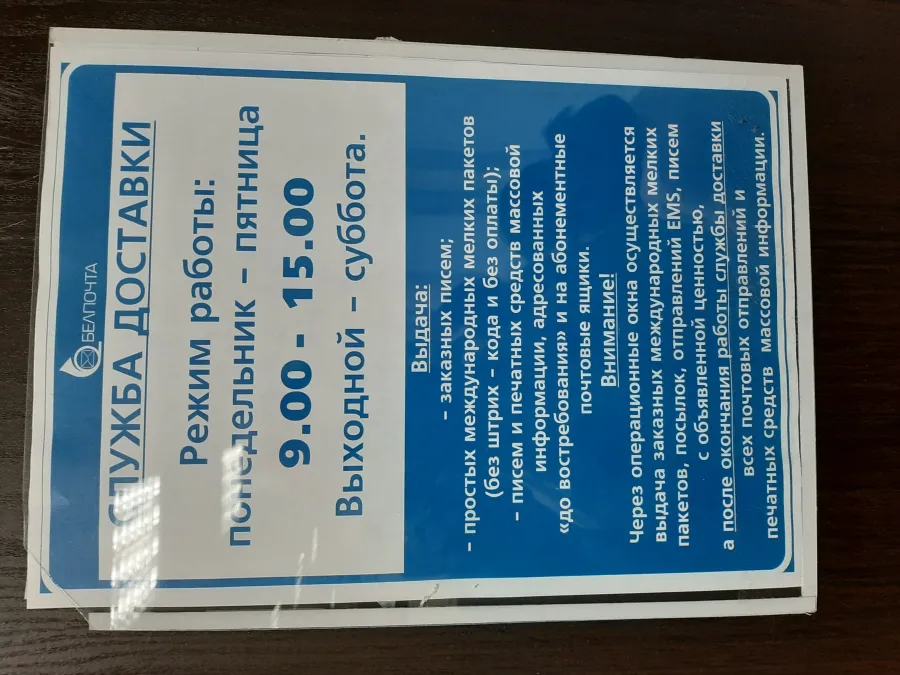 БЕЛПОЧТА
СЛУЖБА ДОСТАВКИ
Режим работы:
понедельник – пятница
9.00 - 15.00
Выходной – суббота.
Выдача:
– заказных писем;
– простых международных мелких пакетов
(без штрих – кода и без оплаты);
– писем и печатных средств массовой
информации, адресованных
«до востребования» и на абонементные
почтовые ящики.
Внимание!
Через операционные окна осуществляется
выдача заказных международных мелких
пакетов, посылок, отправлений EMS, писем
с объявленной ценностью,
а после окончания работы службы доставки
всех почтовых отправлений и
печатных средств массовой информации.